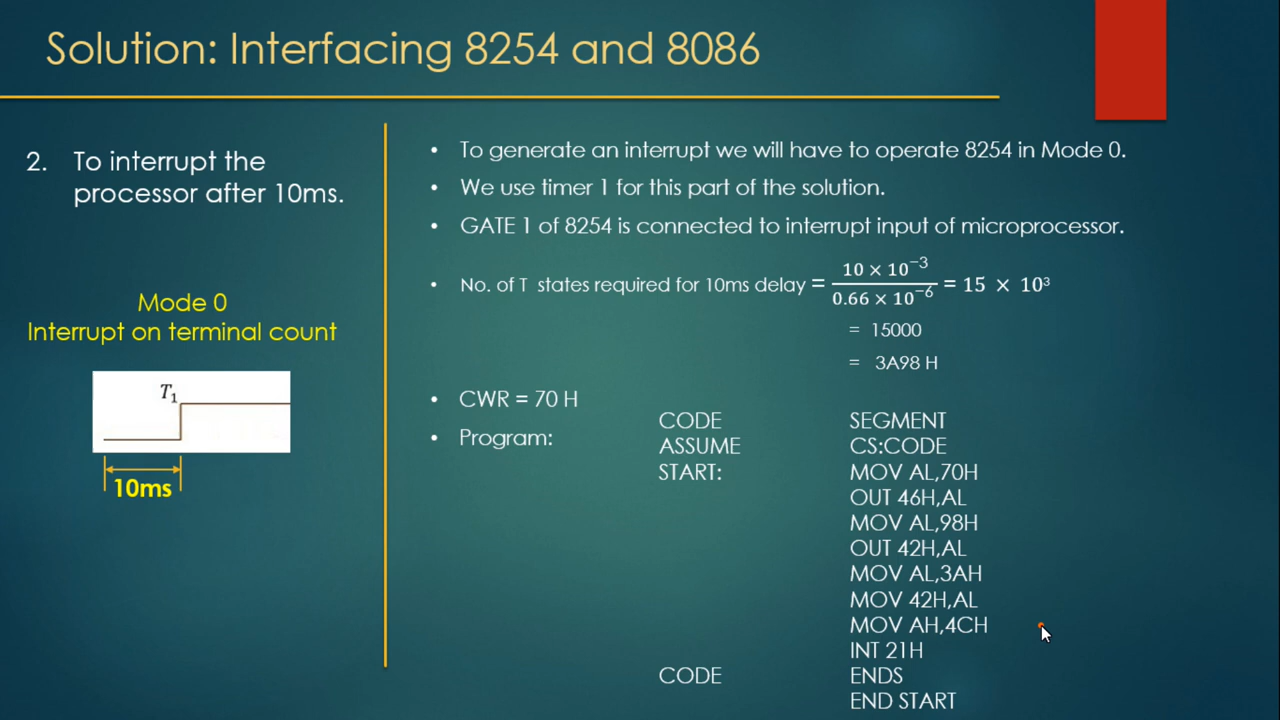 Solution: Interfacing 8254 and 8086
2. To interrupt the
processor after 10ms.
Mode 0
Interrupt on terminal count
T₁
10ms
• To generate an interrupt we will have to operate 8254 in Mode 0.
• We use timer 1 for this part of the solution.
• GATE 1 of 8254 is connected to interrupt input of microprocessor.
• No. of T states required for 10ms delay = (10 × 10⁻³)/(0.66 × 10⁻⁶) = 15 × 10³
= 15000
= 3A98 H
• CWR = 70 H
• Program:
CODE SEGMENT
ASSUME CS:CODE
START: MOV AL,70H
OUT 46H,AL
MOV AL,98H
OUT 42H,AL
MOV AL,3AH
MOV 42H,AL
MOV AH,4CH
INT 21H
CODE ENDS
END START